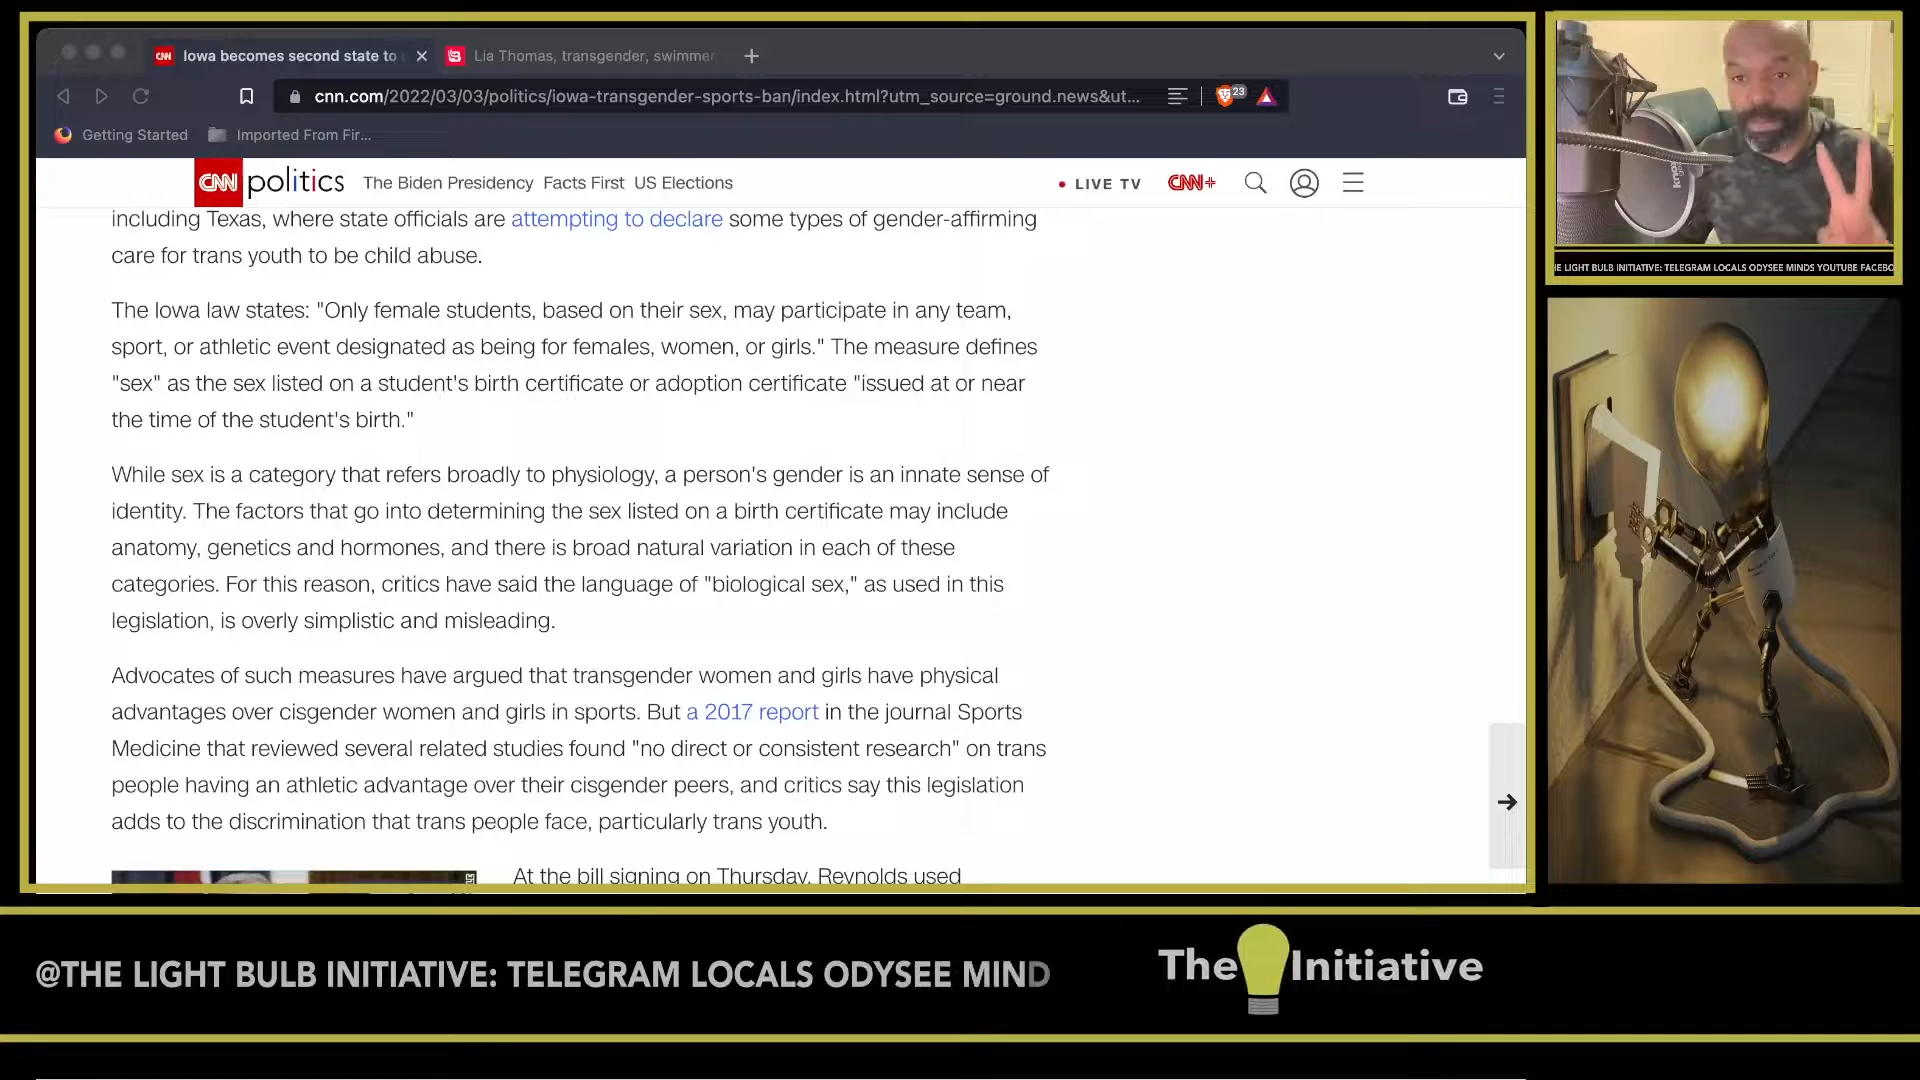 Iowa becomes second state to
Lia Thomas, transgender, swimmer
cnn.com/2022/03/03/politics/iowa-transgender-sports-ban/index.html?utm_source=ground.news&ut...
23
Getting Started
Imported From Fir...
CNN politics
The Biden Presidency Facts First US Elections
LIVE TV
CNN+
including Texas, where state officials are attempting to declare some types of gender-affirming
care for trans youth to be child abuse.
The Iowa law states: "Only female students, based on their sex, may participate in any team,
sport, or athletic event designated as being for females, women, or girls." The measure defines
"sex" as the sex listed on a student's birth certificate or adoption certificate "issued at or near
the time of the student's birth."
While sex is a category that refers broadly to physiology, a person's gender is an innate sense of
identity. The factors that go into determining the sex listed on a birth certificate may include
anatomy, genetics and hormones, and there is broad natural variation in each of these
categories. For this reason, critics have said the language of "biological sex," as used in this
legislation, is overly simplistic and misleading.
Advocates of such measures have argued that transgender women and girls have physical
advantages over cisgender women and girls in sports. But a 2017 report in the journal Sports
Medicine that reviewed several related studies found "no direct or consistent research" on trans
people having an athletic advantage over their cisgender peers, and critics say this legislation
adds to the discrimination that trans people face, particularly trans youth.
At the bill signing on Thursday, Reynolds used
E LIGHT BULB INITIATIVE: TELEGRAM LOCALS ODYSEE MINDS YOUTUBE FACEBO
@THE LIGHT BULB INITIATIVE: TELEGRAM LOCALS ODYSEE MIND
The Initiative